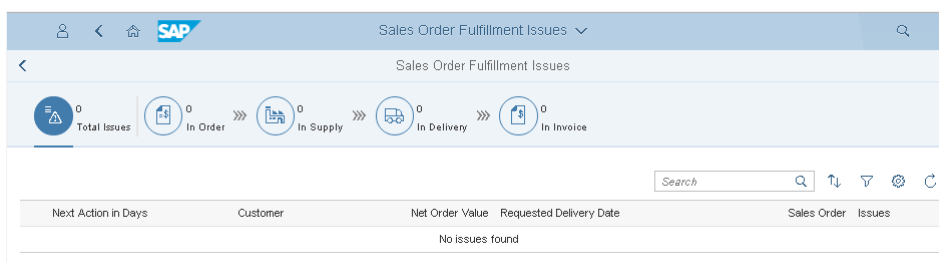 SAP Sales Order Fulfillment Issues
Sales Order Fulfillment Issues
0 0 0 0 0
Total Issues In Order In Supply In Delivery In Invoice
Search
Next Action in Days Customer Net Order Value Requested Delivery Date Sales Order Issues
No issues found